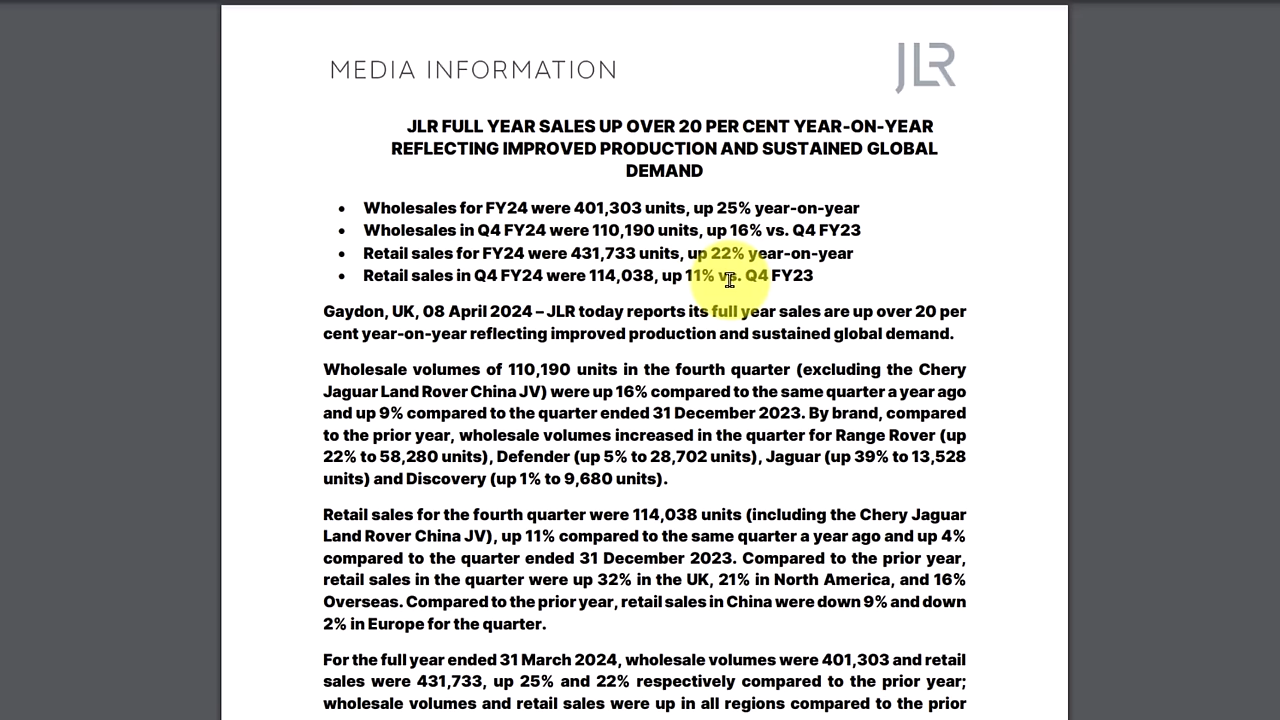 MEDIA INFORMATION
JLR
JLR FULL YEAR SALES UP OVER 20 PER CENT YEAR-ON-YEAR
REFLECTING IMPROVED PRODUCTION AND SUSTAINED GLOBAL
DEMAND
• Wholesales for FY24 were 401,303 units, up 25% year-on-year
• Wholesales in Q4 FY24 were 110,190 units, up 16% vs. Q4 FY23
• Retail sales for FY24 were 431,733 units, up 22% year-on-year
• Retail sales in Q4 FY24 were 114,038, up 11% vs. Q4 FY23
Gaydon, UK, 08 April 2024 – JLR today reports its full year sales are up over 20 per
cent year-on-year reflecting improved production and sustained global demand.
Wholesale volumes of 110,190 units in the fourth quarter (excluding the Chery
Jaguar Land Rover China JV) were up 16% compared to the same quarter a year ago
and up 9% compared to the quarter ended 31 December 2023. By brand, compared
to the prior year, wholesale volumes increased in the quarter for Range Rover (up
22% to 58,280 units), Defender (up 5% to 28,702 units), Jaguar (up 39% to 13,528
units) and Discovery (up 1% to 9,680 units).
Retail sales for the fourth quarter were 114,038 units (including the Chery Jaguar
Land Rover China JV), up 11% compared to the same quarter a year ago and up 4%
compared to the quarter ended 31 December 2023. Compared to the prior year,
retail sales in the quarter were up 32% in the UK, 21% in North America, and 16%
Overseas. Compared to the prior year, retail sales in China were down 9% and down
2% in Europe for the quarter.
For the full year ended 31 March 2024, wholesale volumes were 401,303 and retail
sales were 431,733, up 25% and 22% respectively compared to the prior year;
wholesale volumes and retail sales were up in all regions compared to the prior